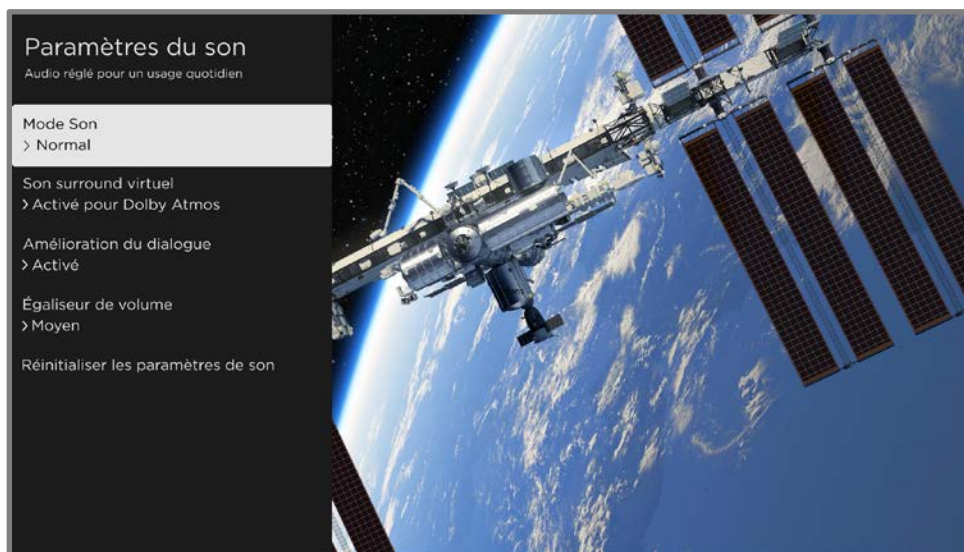 Paramètres du son
Audio réglé pour un usage quotidien
Mode Son
> Normal
Son surround virtuel
> Activé pour Dolby Atmos
Amélioration du dialogue
> Activé
Égaliseur de volume
> Moyen
Réinitialiser les paramètres de son